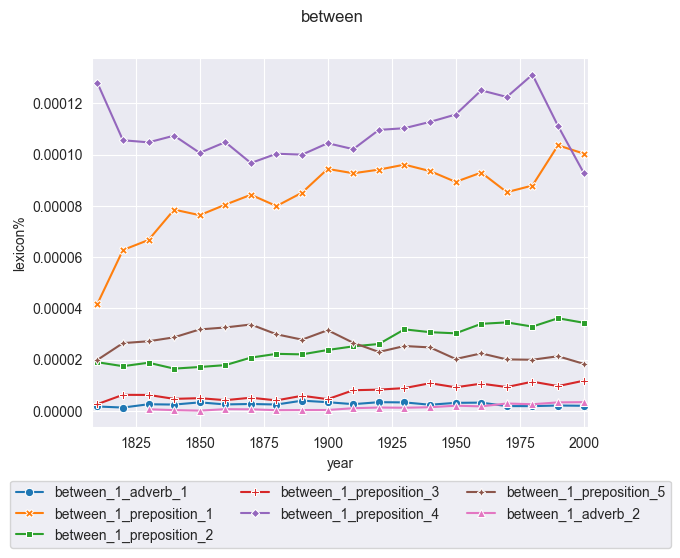 between
0.00012
0.00010
0.00008
0.00006
0.00004
0.00002
0.00000
lexicon%
1825 1850 1875 1900 1925 1950 1975 2000
year
between_1_adverb_1 between_1_preposition_3 between_1_preposition_5
between_1_preposition_1 between_1_preposition_4 between_1_adverb_2
between_1_preposition_2